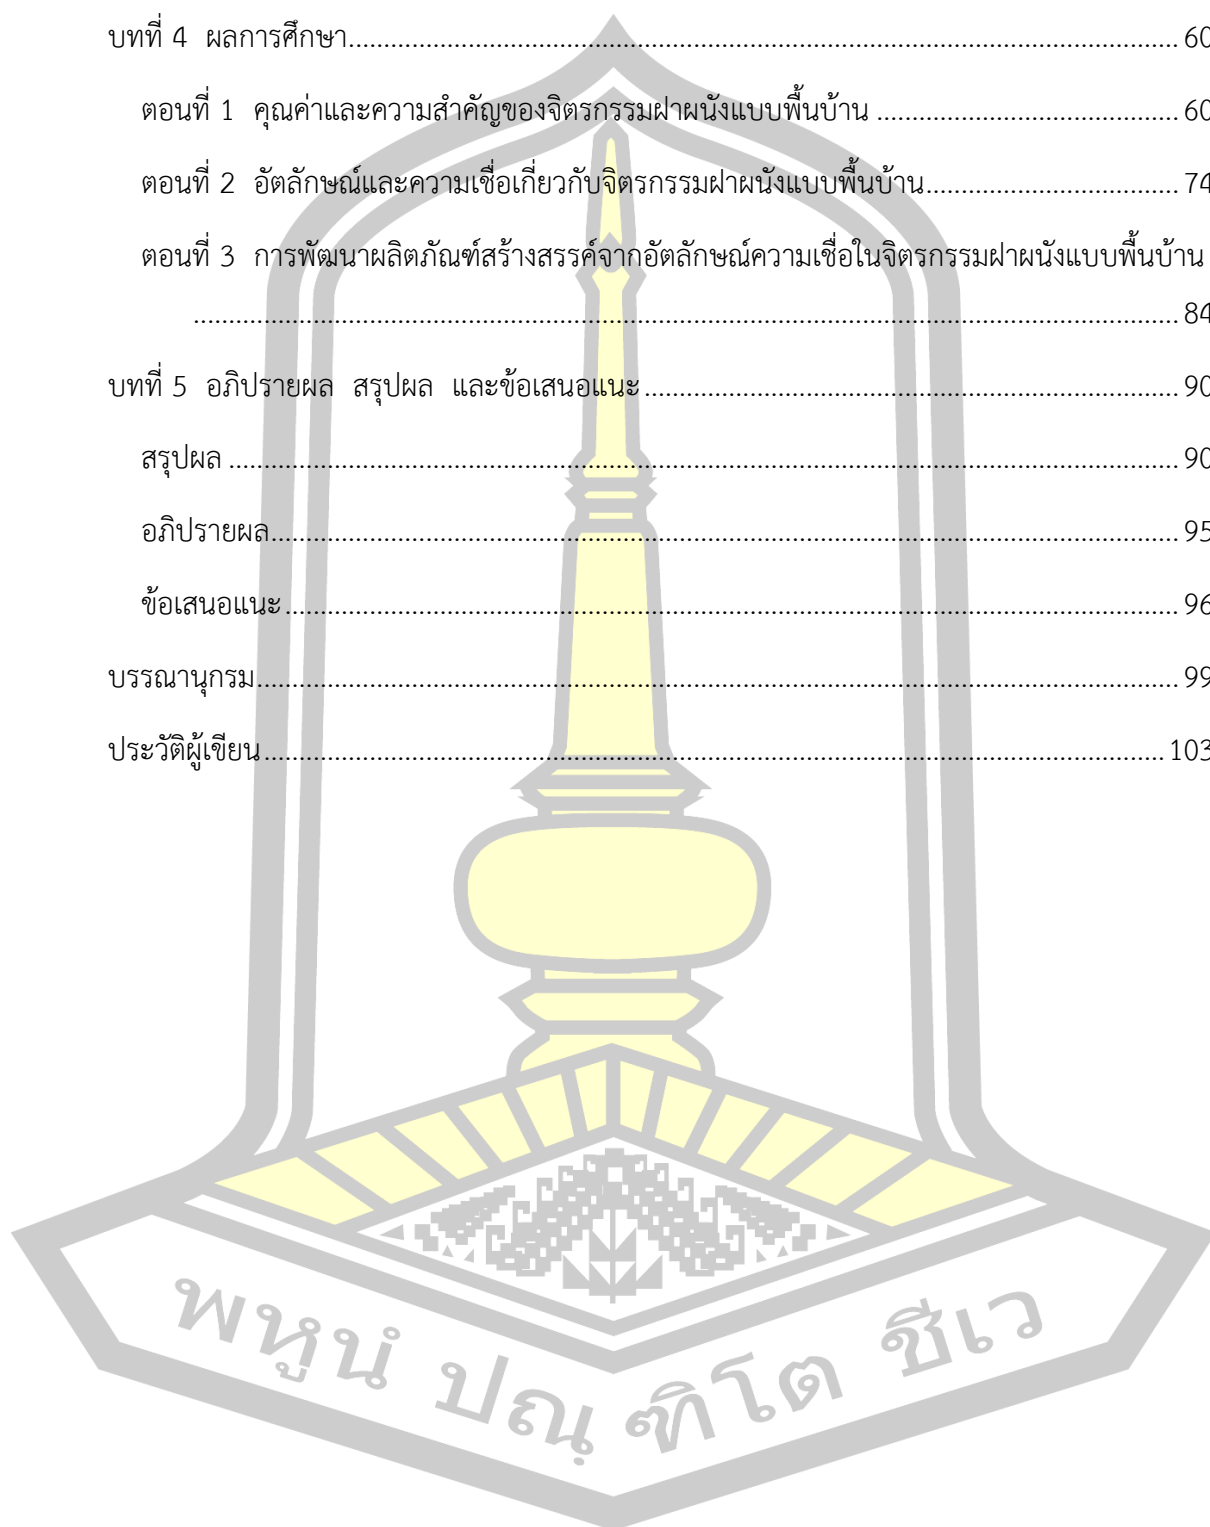 บทที่ 4 ผลการศึกษา........................................................................................................................ 60
ตอนที่ 1 คุณค่าและความสำคัญของจิตรกรรมฝาผนังแบบพื้นบ้าน ........................................... 60
ตอนที่ 2 อัตลักษณ์และความเชื่อเกี่ยวกับจิตรกรรมฝาผนังแบบพื้นบ้าน.................................... 74
ตอนที่ 3 การพัฒนาผลิตภัณฑ์สร้างสรรค์จากอัตลักษณ์ความเชื่อในจิตรกรรมฝาผนังแบบพื้นบ้าน
............................................................................................................................................ 84
บทที่ 5 อภิปรายผล สรุปผล และข้อเสนอแนะ............................................................................ 90
สรุปผล ...................................................................................................................................... 90
อภิปรายผล................................................................................................................................ 95
ข้อเสนอแนะ .............................................................................................................................. 96
บรรณานุกรม.................................................................................................................................... 99
ประวัติผู้เขียน................................................................................................................................. 103
พหูนํ ปณฺฑิโต ชีเว